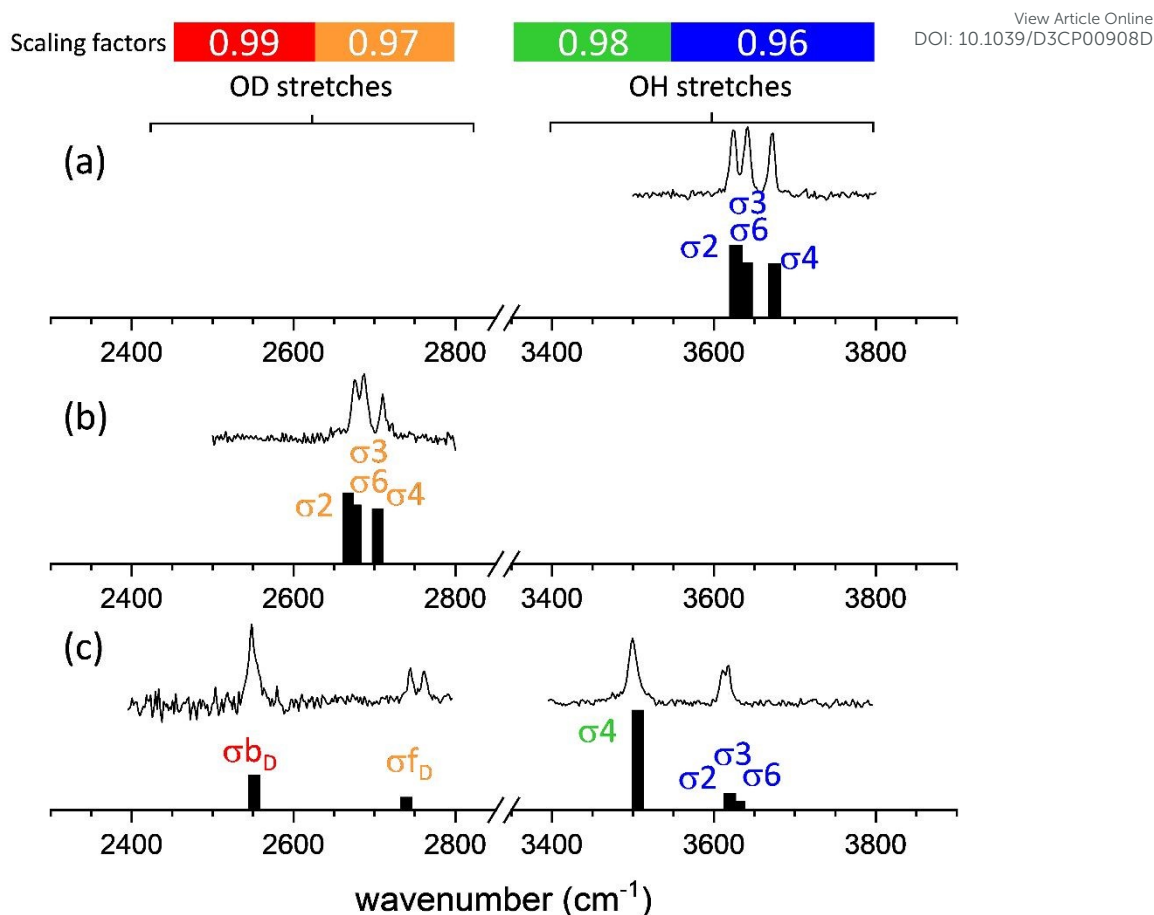 View Article Online
DOI: 10.1039/D3CP00908D
Scaling factors 0.99 0.97 0.98 0.96
OD stretches OH stretches
(a)
σ3
σ2 σ6 σ4
2400 2600 2800 3400 3600 3800
(b)
σ3
σ2 σ6 σ4
2400 2600 2800 3400 3600 3800
(c)
σ4
σb_D σf_D σ2 σ3 σ6
2400 2600 2800 3400 3600 3800
wavenumber (cm⁻¹)